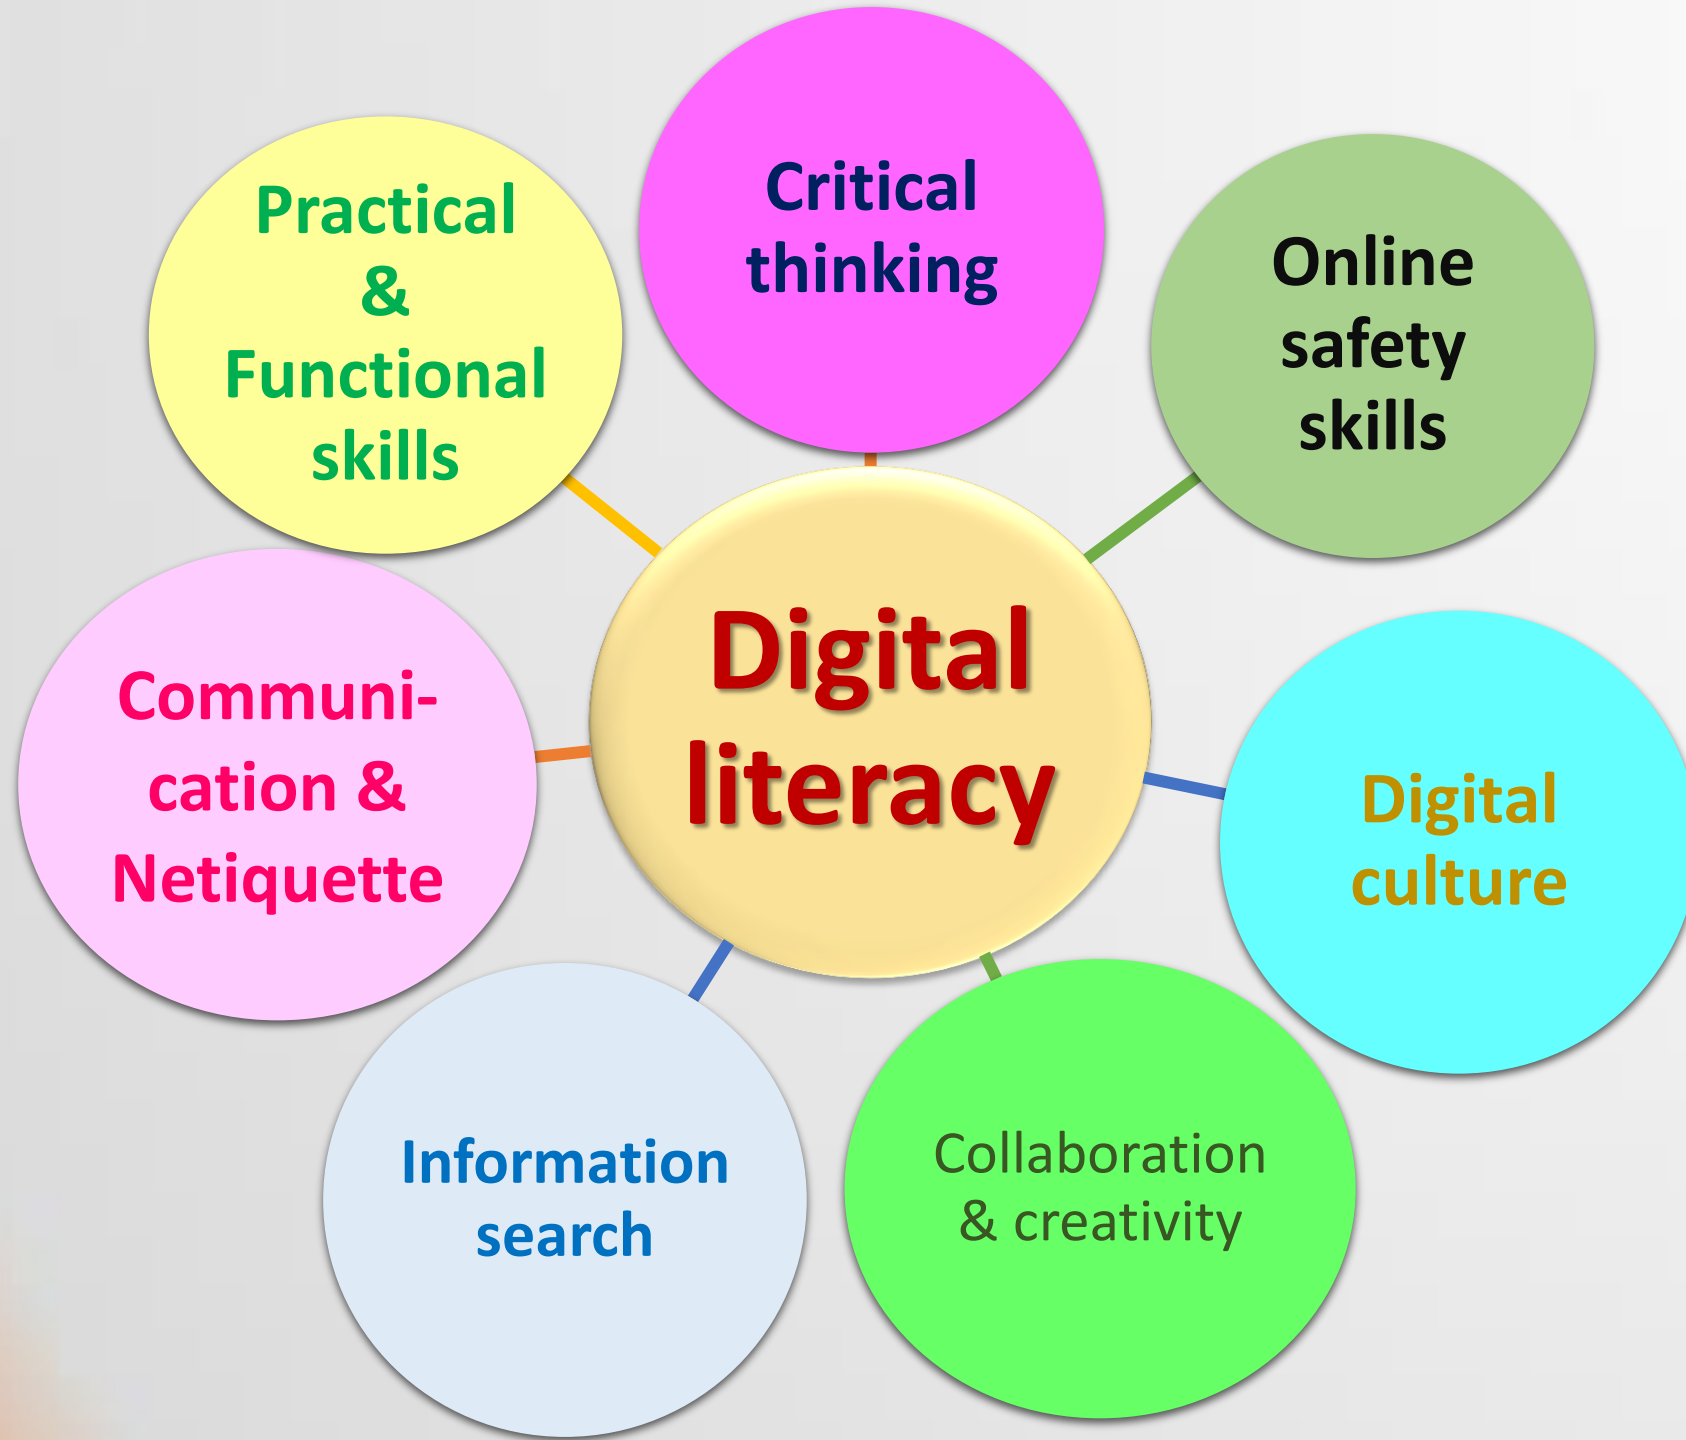 Critical
thinking
Practical
&
Functional
skills
Online
safety
skills
Digital
literacy
Communi-
cation &
Netiquette
Digital
culture
Information
search
Collaboration
& creativity